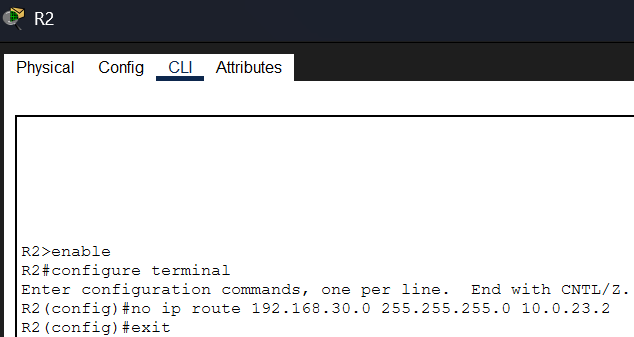 R2
Physical Config CLI Attributes
R2>enable
R2#configure terminal
Enter configuration commands, one per line.  End with CNTL/Z.
R2(config)#no ip route 192.168.30.0 255.255.255.0 10.0.23.2
R2(config)#exit